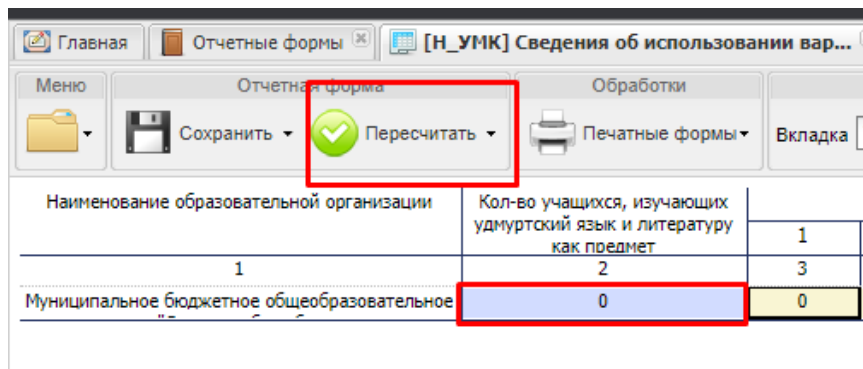 Главная
Отчетные формы
[Н_УМК] Сведения об использовании вар...
Меню
Отчетная форма
Обработки
Сохранить
Пересчитать
Печатные формы
Вкладка
Наименование образовательной организации
Кол-во учащихся, изучающих
удмуртский язык и литературу
как предмет
1
1
2
3
Муниципальное бюджетное общеобразовательное
0
0